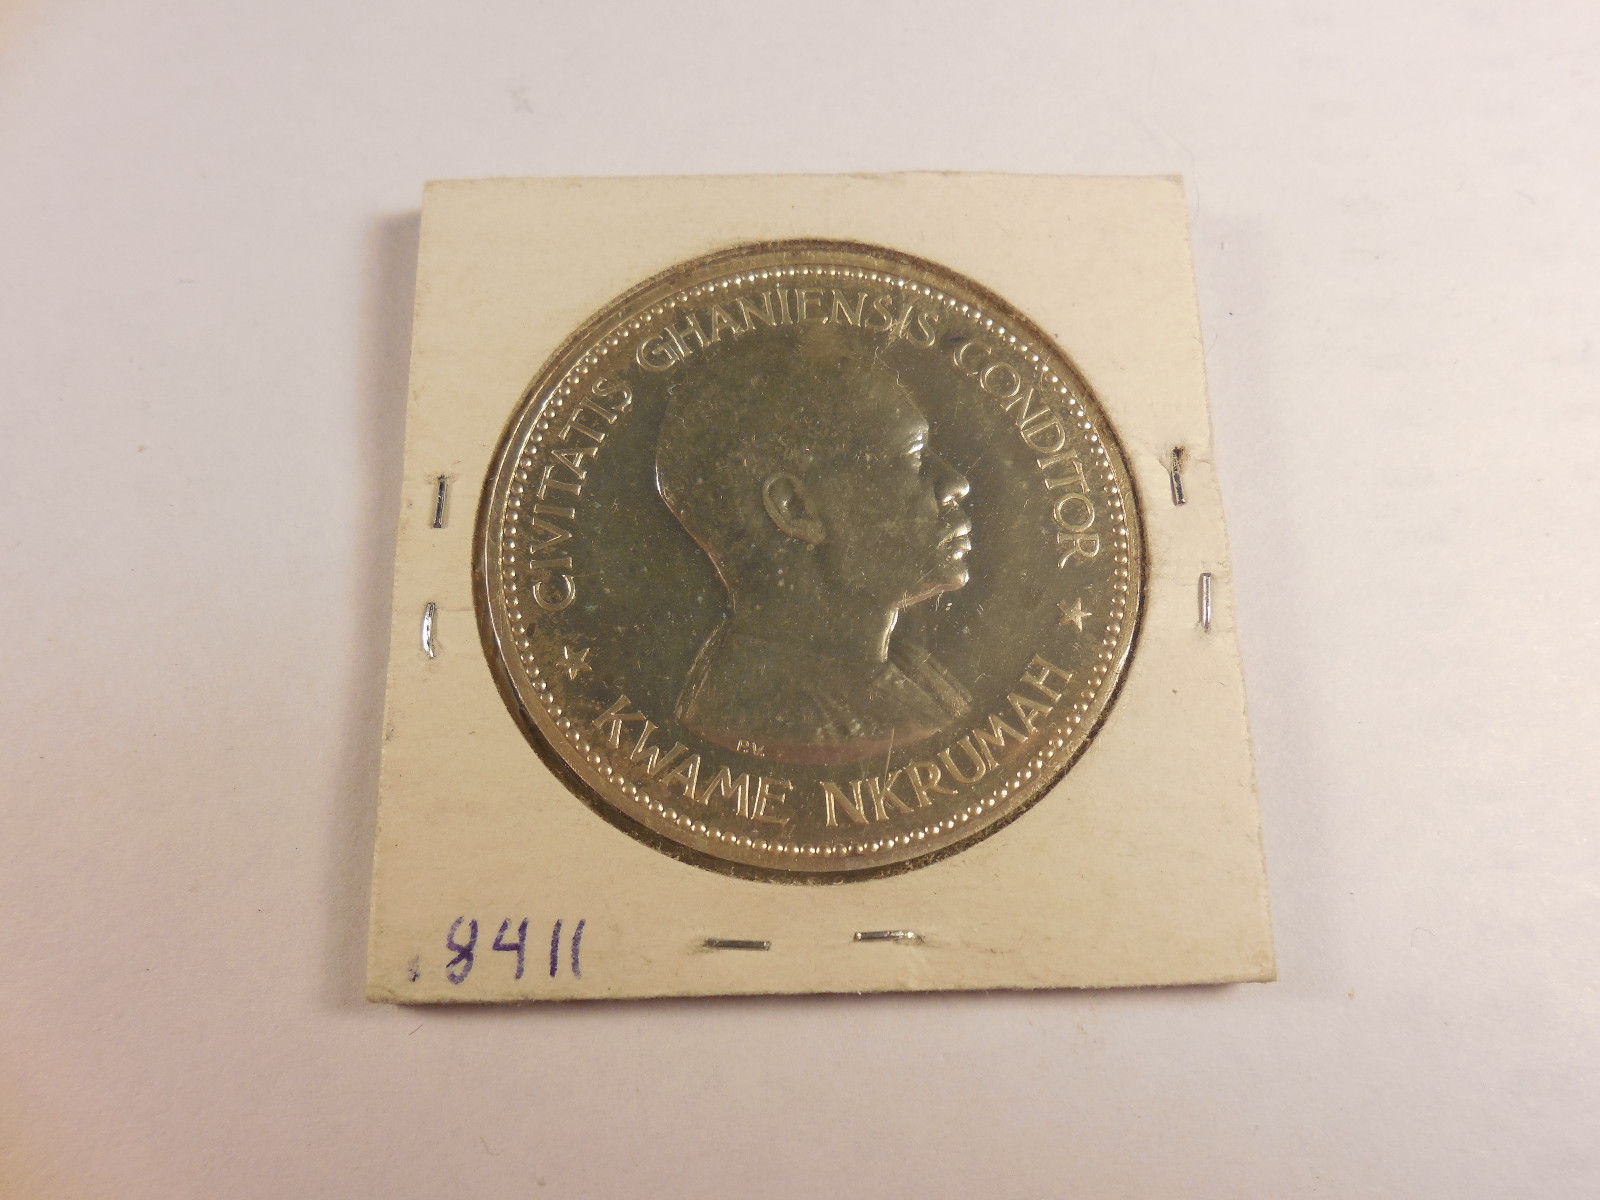 CIVITATIS GHANIENSIS CONDITOR
KWAME NKRUMAH
P.V.
8411